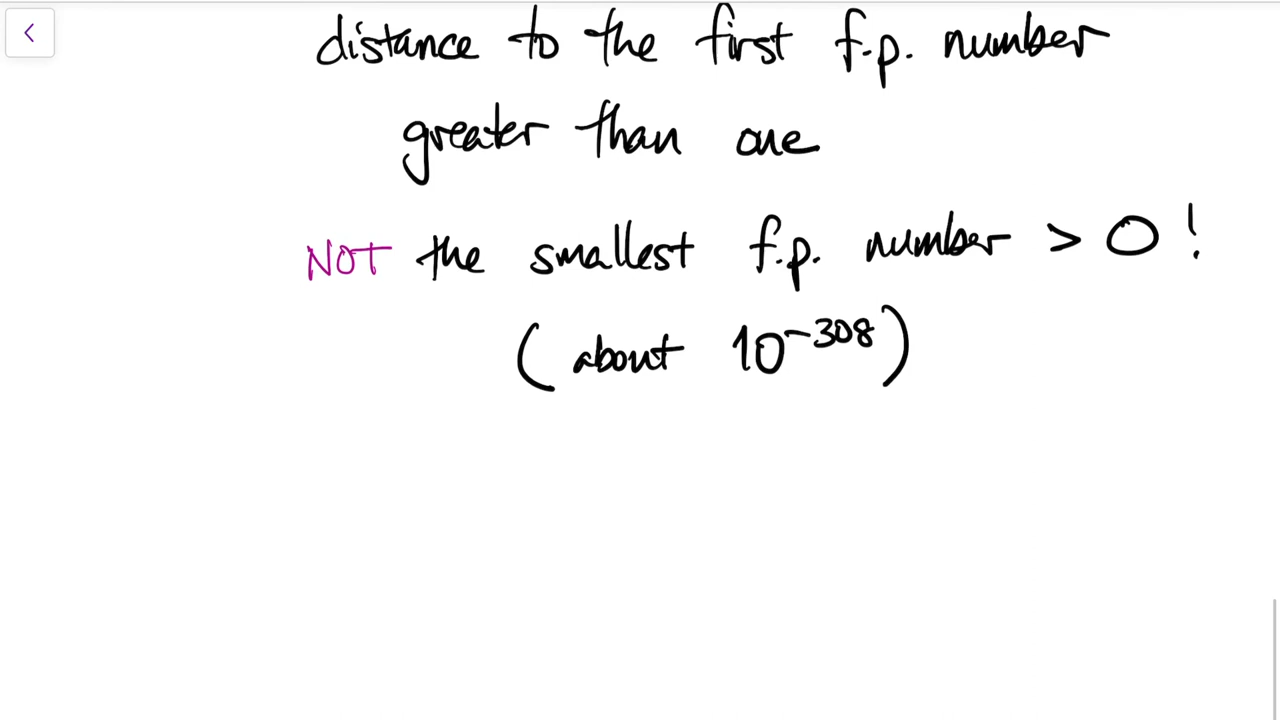 distance to the first f.p. number
greater than one
NOT the smallest f.p. number > 0!
(about 10⁻³⁰⁸)